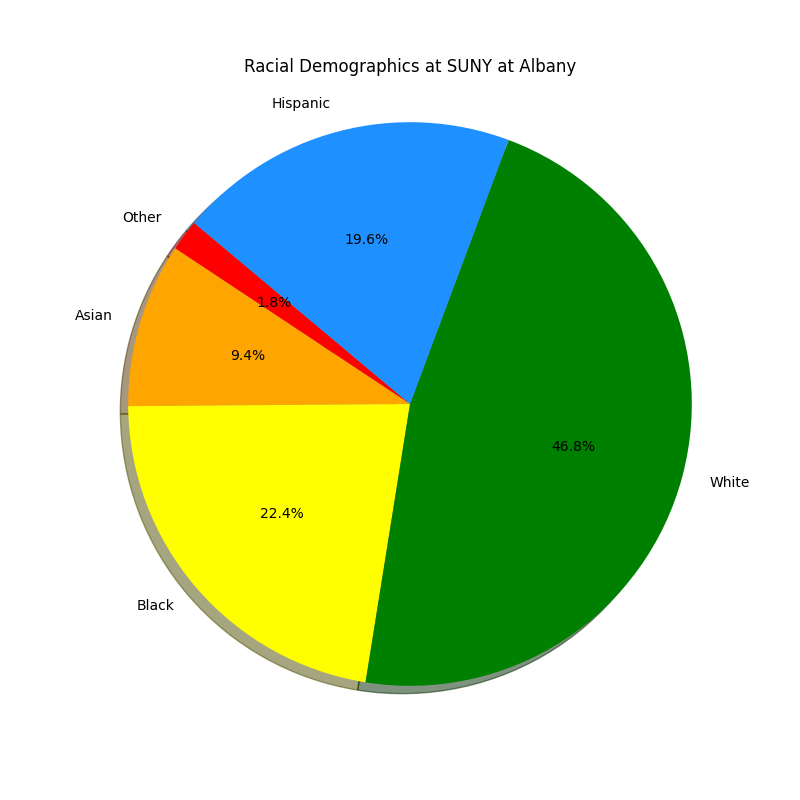 Racial Demographics at SUNY at Albany
Hispanic
Other
19.6%
1.8%
Asian
9.4%
46.8%
White
22.4%
Black